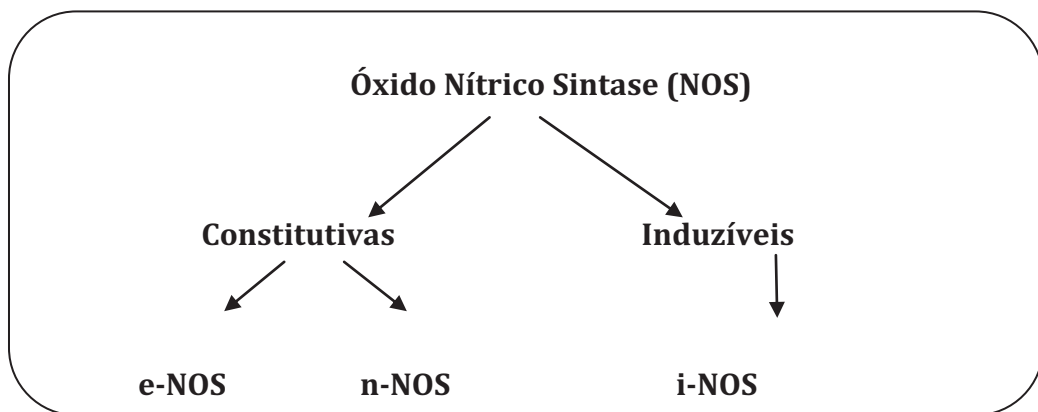 Óxido Nítrico Sintase (NOS)
Constitutivas Induzíveis
e-NOS n-NOS i-NOS